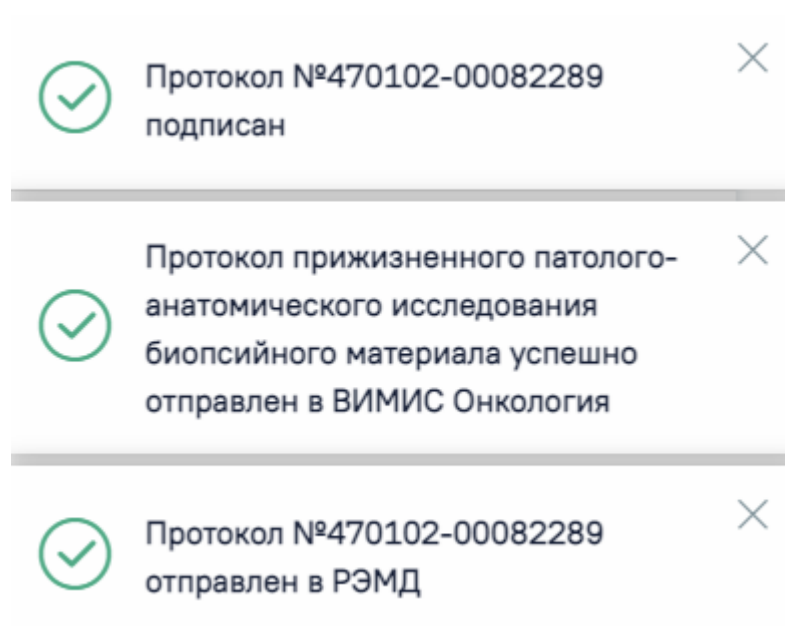 Протокол №470102-00082289
подписан
Протокол прижизненного патолого-
анатомического исследования
биопсийного материала успешно
отправлен в ВИМИС Онкология
Протокол №470102-00082289
отправлен в РЭМД